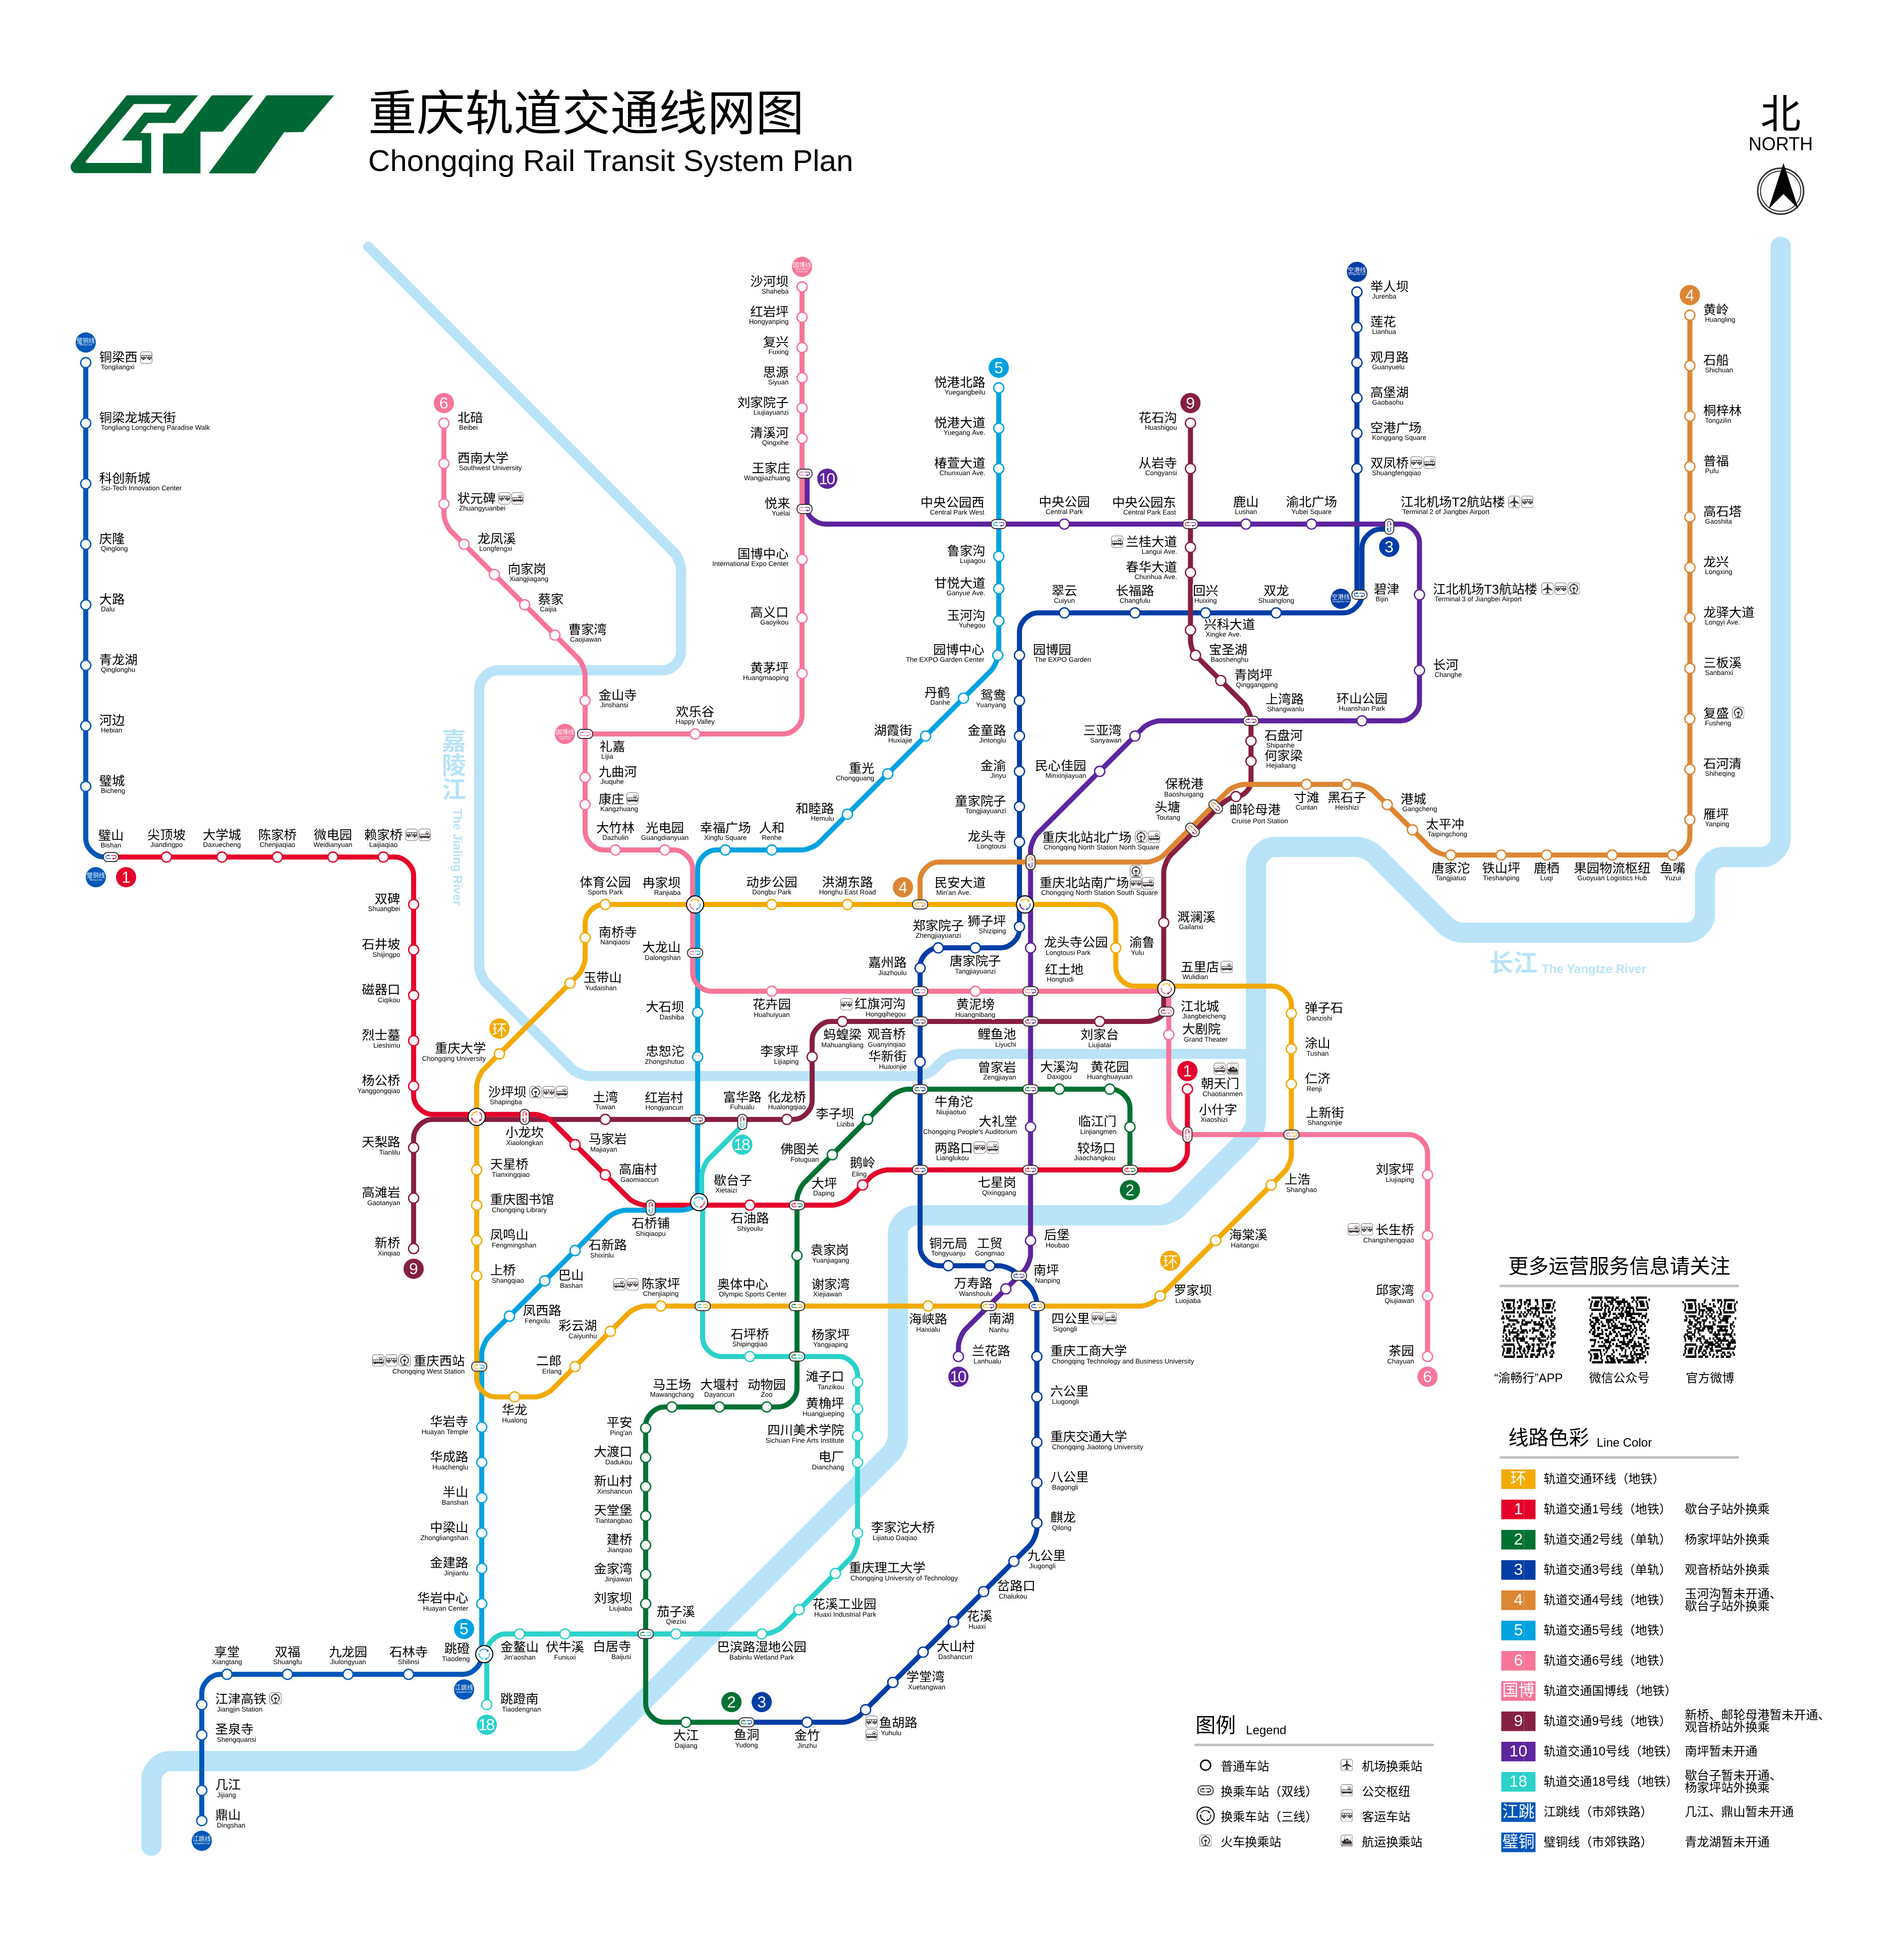 重庆轨道交通线网图
Chongqing Rail Transit System Plan
北
NORTH
璧铜线
铜梁西
Tongliangxi
铜梁龙城天街
Tongliang Longcheng Paradise Walk
科创新城
Sci-Tech Innovation Center
庆隆
Qinglong
大路
Dalu
青龙湖
Qinglonghu
河边
Hebian
璧城
Bicheng
璧山
Bishan
璧铜线
1
尖顶坡
Jiandingpo
大学城
Daxuecheng
陈家桥
Chenjiaqiao
微电园
Weidianyuan
赖家桥
Laijiaqiao
双碑
Shuangbei
石井坡
Shijingpo
磁器口
Ciqikou
烈士墓
Lieshimu
杨公桥
Yanggongqiao
沙坪坝
Shapingba
小龙坎
Xiaolongkan
马家岩
Majiayan
高庙村
Gaomiaocun
石桥铺
Shiqiaopu
歇台子
Xietaizi
石油路
Shiyoulu
大坪
Daping
鹅岭
Eling
两路口
Lianglukou
七星岗
Qixinggang
较场口
Jiaochangkou
2
小什字
Xiaoshizi
朝天门
Chaotianmen
1
6
北碚
Beibei
西南大学
Southwest University
状元碑
Zhuangyuanbei
龙凤溪
Longfengxi
向家岗
Xiangjiagang
蔡家
Caijia
曹家湾
Caojiawan
金山寺
Jinshansi
国博线
礼嘉
Lijia
九曲河
Jiuquhe
康庄
Kangzhuang
大竹林
Dazhulin
光电园
Guangdianyuan
冉家坝
Ranjiaba
大龙山
Dalongshan
花卉园
Huahuiyuan
红旗河沟
Hongqihegou
黄泥塝
Huangnibang
红土地
Hongtudi
五里店
Wulidian
江北城
Jiangbeicheng
大剧院
Grand Theater
上新街
Shangxinjie
刘家坪
Liujiaping
长生桥
Changshengqiao
邱家湾
Qiujiawan
茶园
Chayuan
6
国博线
沙河坝
Shaheba
红岩坪
Hongyanping
复兴
Fuxing
思源
Siyuan
刘家院子
Liujiayuanzi
清溪河
Qingxihe
王家庄
Wangjiazhuang
10
悦来
Yuelai
国博中心
International Expo Center
高义口
Gaoyikou
黄茅坪
Huangmaoping
欢乐谷
Happy Valley
5
悦港北路
Yuegangbeilu
悦港大道
Yuegang Ave.
椿萱大道
Chunxuan Ave.
中央公园西
Central Park West
鲁家沟
Lujiagou
甘悦大道
Ganyue Ave.
玉河沟
Yuhegou
园博中心
The EXPO Garden Center
丹鹤
Danhe
湖霞街
Huxiajie
重光
Chongguang
和睦路
Hemulu
人和
Renhe
幸福广场
Xingfu Square
大石坝
Dashiba
忠恕沱
Zhongshutuo
红岩村
Hongyancun
石新路
Shixinlu
巴山
Bashan
凤西路
Fengxilu
重庆西站
Chongqing West Station
华岩寺
Huayan Temple
华成路
Huachenglu
半山
Banshan
中梁山
Zhongliangshan
金建路
Jinjianlu
华岩中心
Huayan Center
5
跳磴
Tiaodeng
江跳线
石林寺
Shilinsi
九龙园
Jiulongyuan
双福
Shuangfu
享堂
Xiangtang
江津高铁
Jiangjin Station
圣泉寺
Shengquansi
几江
Jijiang
鼎山
Dingshan
江跳线
9
花石沟
Huashigou
从岩寺
Congyansi
中央公园东
Central Park East
兰桂大道
Langui Ave.
春华大道
Chunhua Ave.
兴科大道
Xingke Ave.
宝圣湖
Baoshenghu
青岗坪
Qinggangping
上湾路
Shangwanlu
石盘河
Shipanhe
何家梁
Hejialiang
邮轮母港
Cruise Port Station
保税港
Baoshuigang
头塘
Toutang
溉澜溪
Gailanxi
刘家台
Liujiatai
鲤鱼池
Liyuchi
观音桥
Guanyinqiao
蚂蝗梁
Mahuangliang
李家坪
Lijiaping
化龙桥
Hualongqiao
富华路
Fuhualu
18
土湾
Tuwan
天梨路
Tianlilu
高滩岩
Gaotanyan
新桥
Xinqiao
9
空港线
举人坝
Jurenba
莲花
Lianhua
观月路
Guanyuelu
高堡湖
Gaobaohu
空港广场
Konggang Square
双凤桥
Shuangfengqiao
空港线
碧津
Bijin
江北机场T2航站楼
Terminal 2 of Jiangbei Airport
3
双龙
Shuanglong
回兴
Huixing
长福路
Changfulu
翠云
Cuiyun
园博园
The EXPO Garden
鸳鸯
Yuanyang
金童路
Jintonglu
金渝
Jinyu
童家院子
Tongjiayuanzi
龙头寺
Longtousi
重庆北站南广场
Chongqing North Station South Square
狮子坪
Shiziping
唐家院子
Tangjiayuanzi
郑家院子
Zhengjiayuanzi
嘉州路
Jiazhoulu
华新街
Huaxinjie
牛角沱
Niujiaotuo
铜元局
Tongyuanju
工贸
Gongmao
南坪
Nanping
四公里
Sigongli
重庆工商大学
Chongqing Technology and Business University
六公里
Liugongli
重庆交通大学
Chongqing Jiaotong University
八公里
Bagongli
麒龙
Qilong
九公里
Jiugongli
岔路口
Chalukou
花溪
Huaxi
大山村
Dashancun
学堂湾
Xuetangwan
鱼胡路
Yuhulu
金竹
Jinzhu
鱼洞
Yudong
2
3
中央公园
Central Park
鹿山
Lushan
渝北广场
Yubei Square
江北机场T3航站楼
Terminal 3 of Jiangbei Airport
长河
Changhe
环山公园
Huanshan Park
三亚湾
Sanyawan
民心佳园
Minxinjiayuan
重庆北站北广场
Chongqing North Station North Square
龙头寺公园
Longtousi Park
曾家岩
Zengjiayan
大礼堂
Chongqing People's Auditorium
后堡
Houbao
万寿路
Wanshoulu
南湖
Nanhu
兰花路
Lanhualu
10
4
黄岭
Huangling
石船
Shichuan
桐梓林
Tongzilin
普福
Pufu
高石塔
Gaoshita
龙兴
Longxing
龙驿大道
Longyi Ave.
三板溪
Sanbanxi
复盛
Fusheng
石河清
Shiheqing
雁坪
Yanping
鱼嘴
Yuzui
果园物流枢纽
Guoyuan Logistics Hub
鹿栖
Luqi
铁山坪
Tieshanping
唐家沱
Tangjiatuo
太平冲
Taipingchong
港城
Gangcheng
黑石子
Heishizi
寸滩
Cuntan
民安大道
Min'an Ave.
4
环
体育公园
Sports Park
南桥寺
Nanqiaosi
玉带山
Yudaishan
重庆大学
Chongqing University
动步公园
Dongbu Park
洪湖东路
Honghu East Road
渝鲁
Yulu
弹子石
Danzishi
涂山
Tushan
仁济
Renji
上浩
Shanghao
海棠溪
Haitangxi
罗家坝
Luojiaba
环
海峡路
Haixialu
谢家湾
Xiejiawan
奥体中心
Olympic Sports Center
陈家坪
Chenjiaping
彩云湖
Caiyunhu
二郎
Erlang
华龙
Hualong
上桥
Shangqiao
凤鸣山
Fengmingshan
重庆图书馆
Chongqing Library
天星桥
Tianxingqiao
大溪沟
Daxigou
黄花园
Huanghuayuan
临江门
Linjiangmen
李子坝
Liziba
佛图关
Fotuguan
袁家岗
Yuanjiagang
杨家坪
Yangjiaping
动物园
Zoo
大堰村
Dayancun
马王场
Mawangchang
平安
Ping'an
大渡口
Dadukou
新山村
Xinshancun
天堂堡
Tiantangbao
建桥
Jianqiao
金家湾
Jinjiawan
刘家坝
Liujiaba
白居寺
Baijusi
大江
Dajiang
石坪桥
Shipingqiao
滩子口
Tanzikou
黄桷坪
Huangjueping
四川美术学院
Sichuan Fine Arts Institute
电厂
Dianchang
李家沱大桥
Lijiatuo Daqiao
重庆理工大学
Chongqing University of Technology
花溪工业园
Huaxi Industrial Park
巴滨路湿地公园
Babinlu Wetland Park
茄子溪
Qiezixi
伏牛溪
Funiuxi
金鳌山
Jin'aoshan
跳蹬南
Tiaodengnan
18
嘉陵江 The Jialing River
长江 The Yangtze River
更多运营服务信息请关注
“渝畅行”APP
微信公众号
官方微博
线路色彩 Line Color
环 轨道交通环线（地铁）
1 轨道交通1号线（地铁） 歇台子站外换乘
2 轨道交通2号线（单轨） 杨家坪站外换乘
3 轨道交通3号线（单轨） 观音桥站外换乘
4 轨道交通4号线（地铁） 玉河沟暂未开通、
歇台子站外换乘
5 轨道交通5号线（地铁）
6 轨道交通6号线（地铁）
国博 轨道交通国博线（地铁）
9 轨道交通9号线（地铁） 新桥、邮轮母港暂未开通、
观音桥站外换乘
10 轨道交通10号线（地铁） 南坪暂未开通
18 轨道交通18号线（地铁） 歇台暂未开通、
杨家坪站外换乘
江跳 江跳线（市郊铁路） 几江、鼎山暂未开通
璧铜 璧铜线（市郊铁路） 青龙湖暂未开通
图例 Legend
普通车站
机场换乘站
换乘车站（双线）
公交枢纽
换乘车站（三线）
客运车站
火车换乘站
航运换乘站